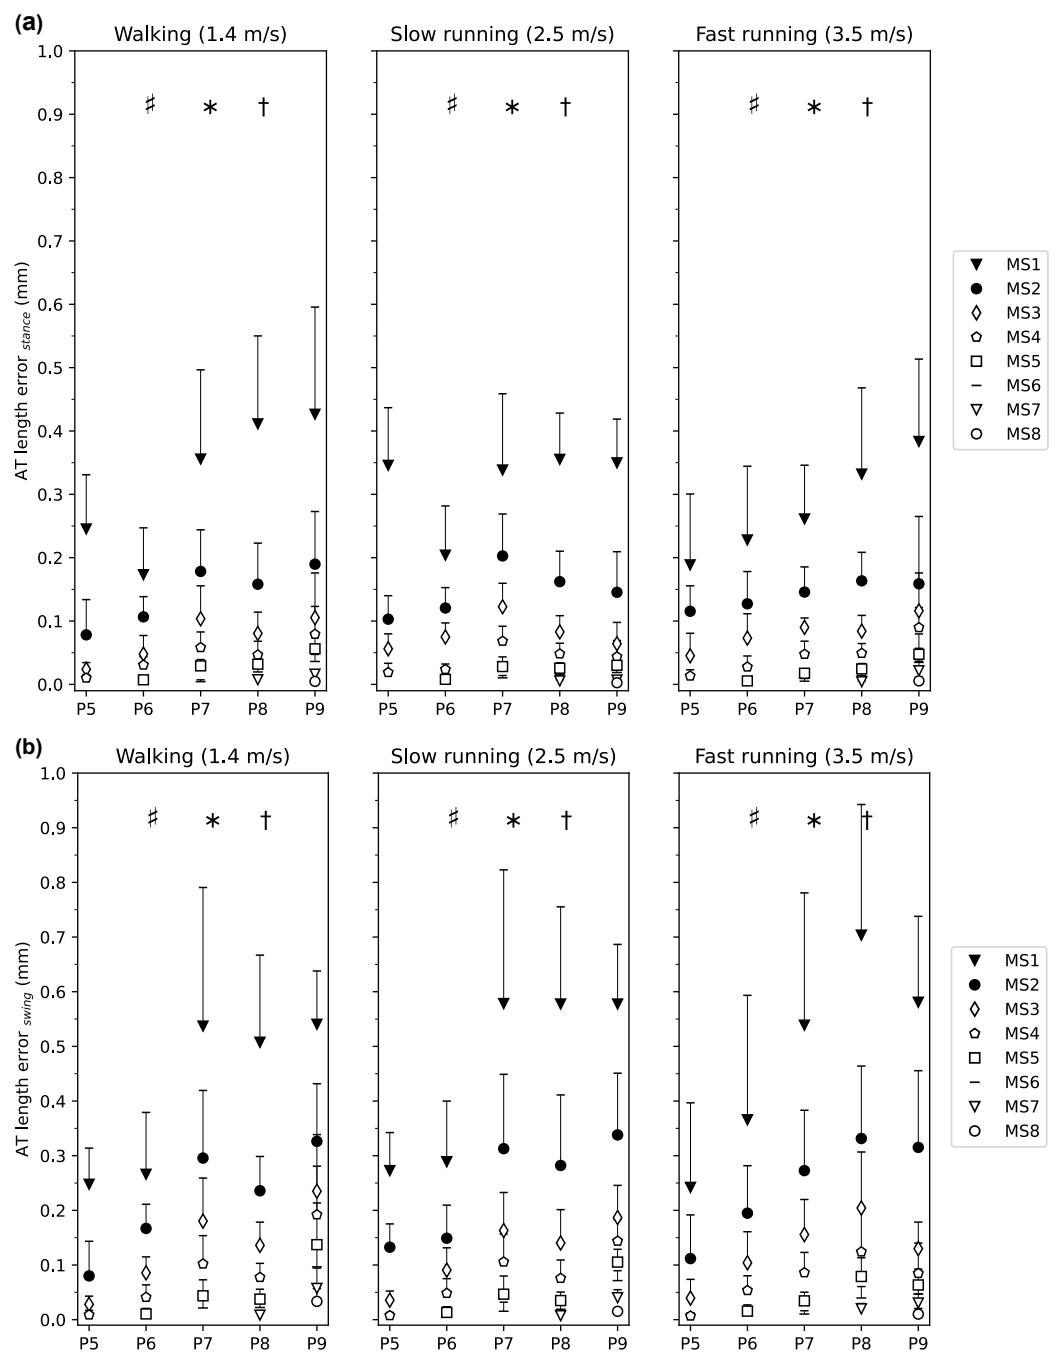 (a)
Walking (1.4 m/s) Slow running (2.5 m/s) Fast running (3.5 m/s)
♯ * † ♯ * † ♯ * †
AT length error stance (mm)
1.0
0.9
0.8
0.7
0.6
0.5
0.4
0.3
0.2
0.1
0.0
P5 P6 P7 P8 P9 P5 P6 P7 P8 P9 P5 P6 P7 P8 P9
MS1
MS2
MS3
MS4
MS5
MS6
MS7
MS8
(b)
Walking (1.4 m/s) Slow running (2.5 m/s) Fast running (3.5 m/s)
♯ * † ♯ * † ♯ * †
AT length error swing (mm)
1.0
0.9
0.8
0.7
0.6
0.5
0.4
0.3
0.2
0.1
0.0
P5 P6 P7 P8 P9 P5 P6 P7 P8 P9 P5 P6 P7 P8 P9
MS1
MS2
MS3
MS4
MS5
MS6
MS7
MS8